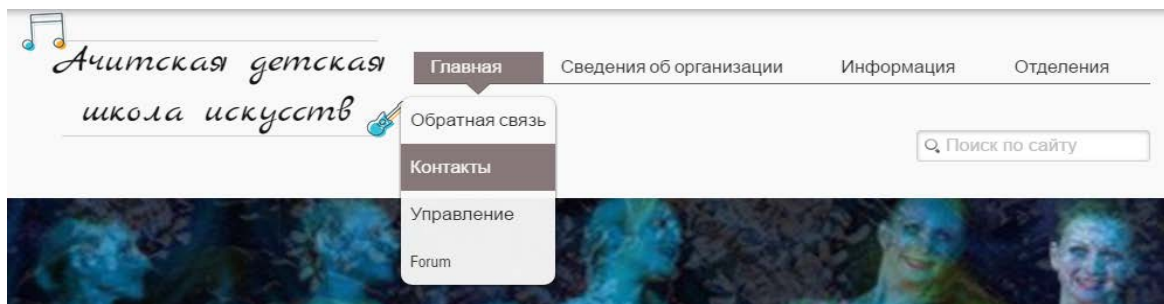 Ачитская детская
школа искусств
Главная
Сведения об организации
Информация
Отделения
Обратная связь
Контакты
Управление
Forum
Поиск по сайту